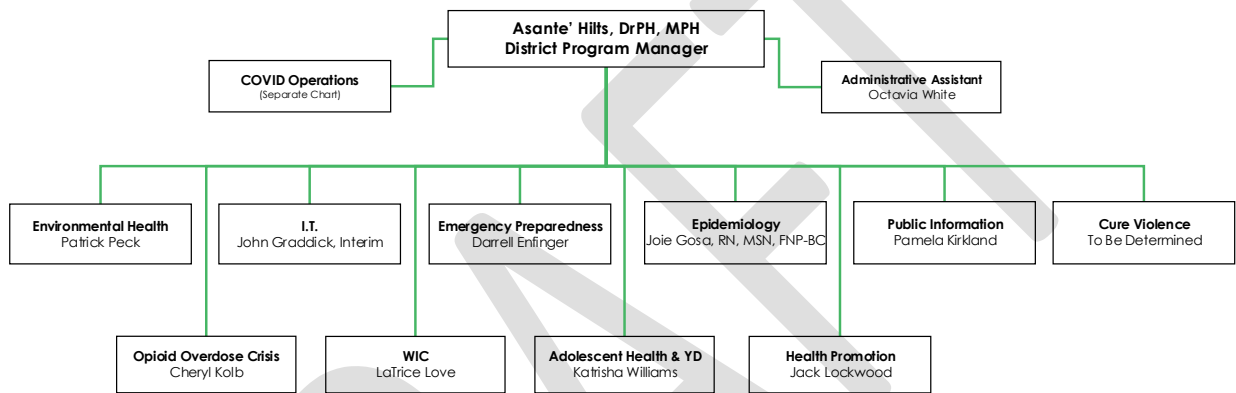 Asante’ Hilts, DrPH, MPH
District Program Manager
COVID Operations
(Separate Chart)
Administrative Assistant
Octavia White
Environmental Health
Patrick Peck
I.T.
John Graddick, Interim
Emergency Preparedness
Darrell Enfinger
Epidemiology
Joie Gosa, RN, MSN, FNP-BC
Public Information
Pamela Kirkland
Cure Violence
To Be Determined
Opioid Overdose Crisis
Cheryl Kolb
WIC
LaTrice Love
Adolescent Health & YD
Katrisha Williams
Health Promotion
Jack Lockwood
DRAFT